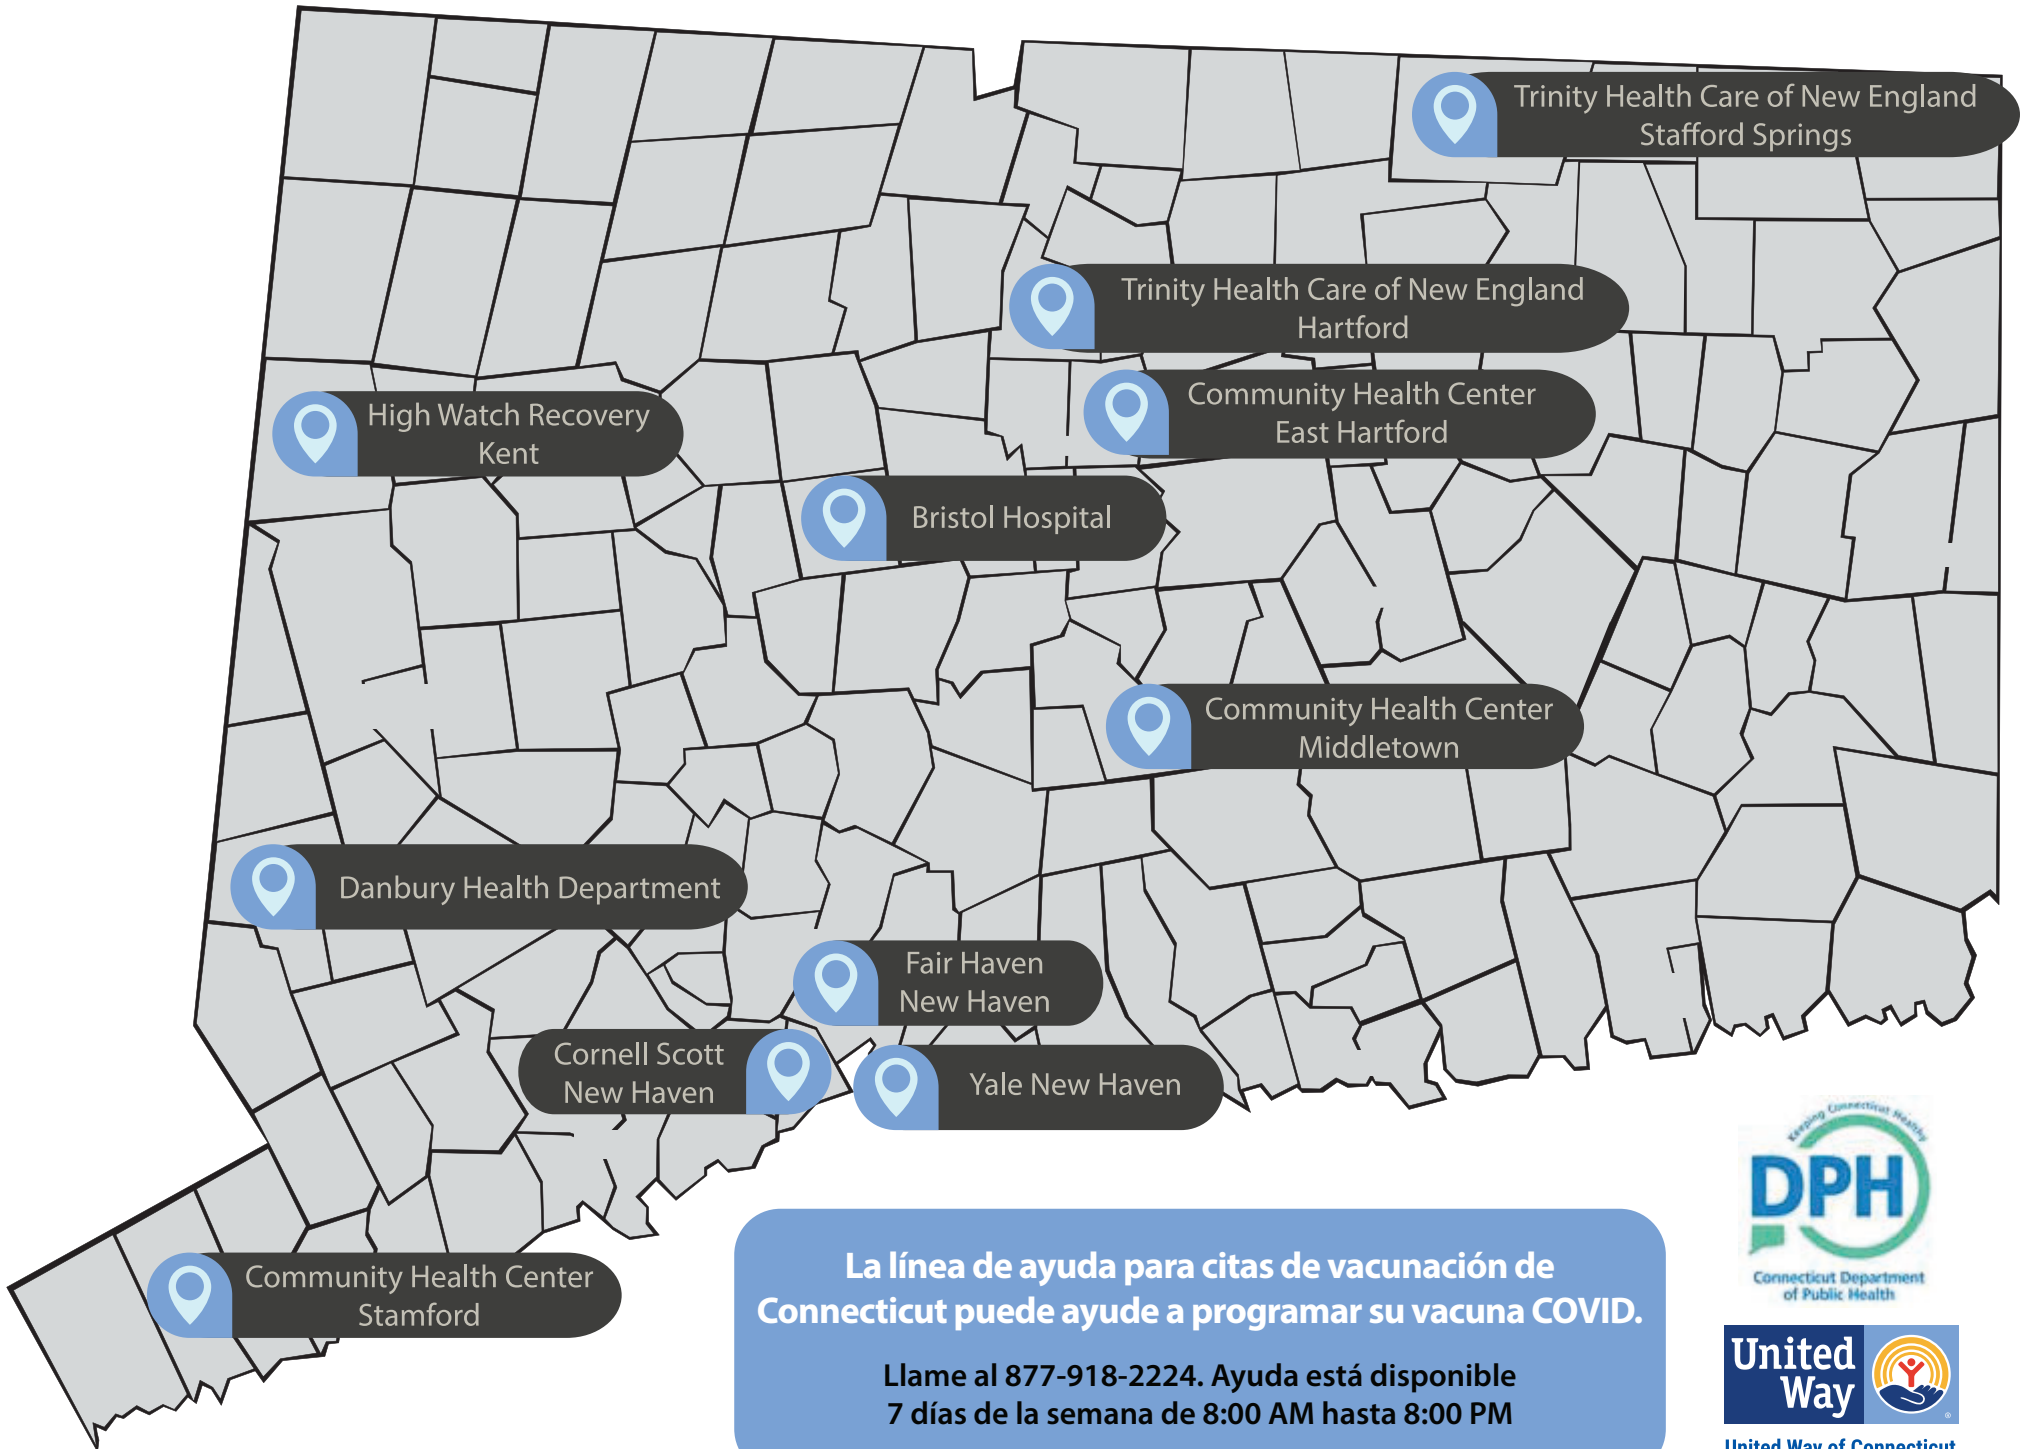 Trinity Health Care of New England
Stafford Springs
Trinity Health Care of New England
Hartford
Community Health Center
East Hartford
High Watch Recovery
Kent
Bristol Hospital
Community Health Center
Middletown
Danbury Health Department
Fair Haven
New Haven
Cornell Scott
New Haven
Yale New Haven
Community Health Center
Stamford
La línea de ayuda para citas de vacunación de
Connecticut puede ayude a programar su vacuna COVID.
Llame al 877-918-2224. Ayuda está disponible
7 días de la semana de 8:00 AM hasta 8:00 PM
Keeping Connecticut Healthy
DPH
Connecticut Department
of Public Health
United
Way
®
United Way of Connecticut